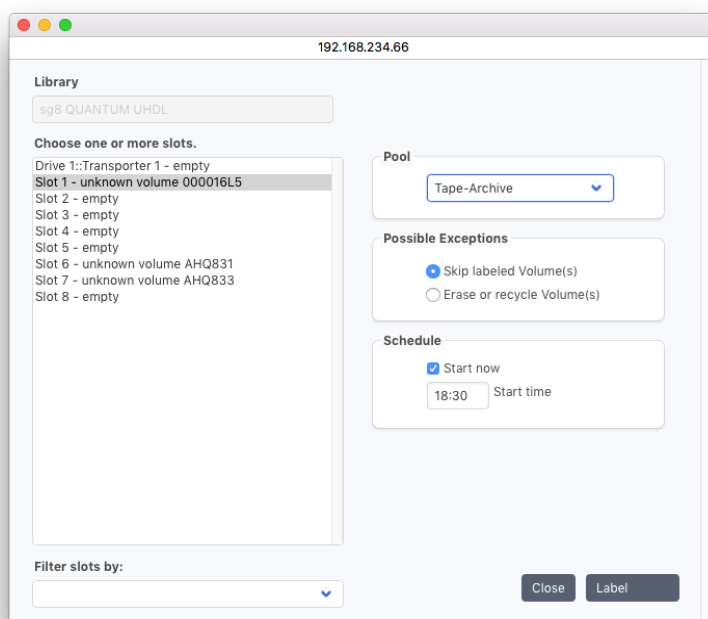 192.168.234.66
Library
sg8 QUANTUM UHDL
Choose one or more slots.
Drive 1::Transporter 1 - empty
Slot 1 - unknown volume 000016L5
Slot 2 - empty
Slot 3 - empty
Slot 4 - empty
Slot 5 - empty
Slot 6 - unknown volume AHQ831
Slot 7 - unknown volume AHQ833
Slot 8 - empty
Filter slots by:
Pool
Tape-Archive
Possible Exceptions
Skip labeled Volume(s)
Erase or recycle Volume(s)
Schedule
Start now
18:30 Start time
Close Label